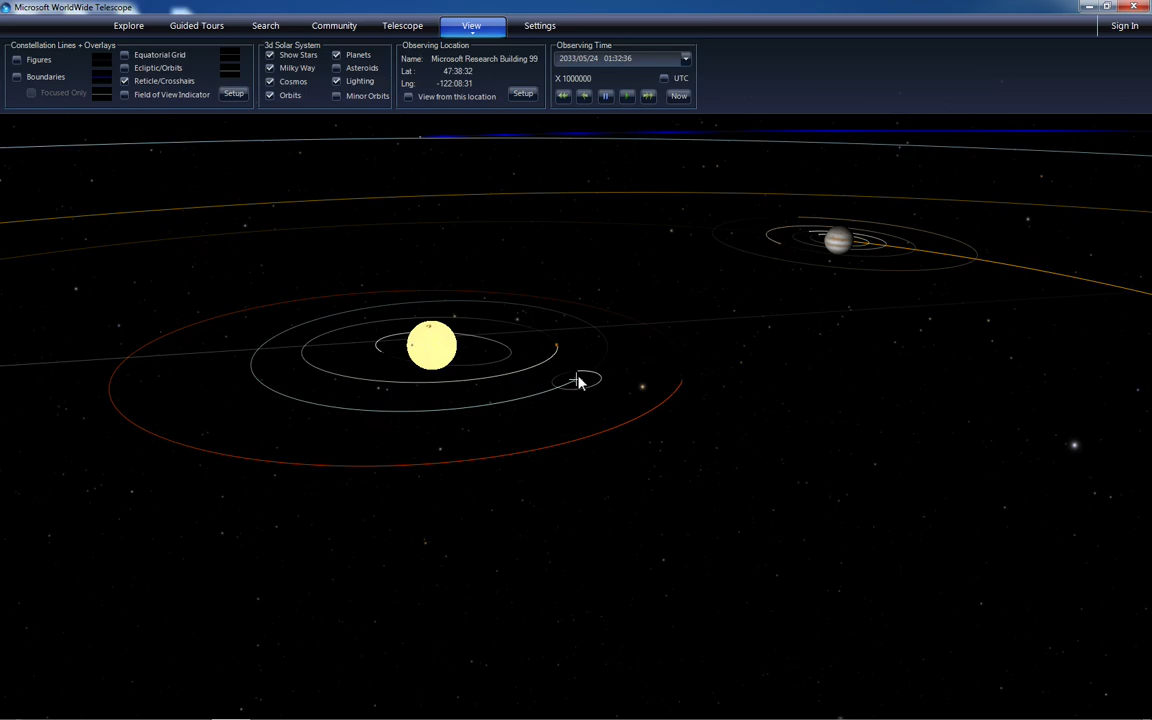 Microsoft WorldWide Telescope
Explore Guided Tours Search Community Telescope View Settings Sign In
Constellation Lines + Overlays
Figures
Boundaries
Focused Only
Equatorial Grid
Ecliptic/Orbits
Reticle/Crosshairs
Field of View Indicator
Setup
3d Solar System
Show Stars
Milky Way
Cosmos
Orbits
Planets
Asteroids
Lighting
Minor Orbits
Observing Location
Name: Microsoft Research Building 99
Lat : 47:38:32
Lng: -122:08:31
View from this location
Setup
Observing Time
2033/05/24 01:32:36
X 1000000
UTC
Now